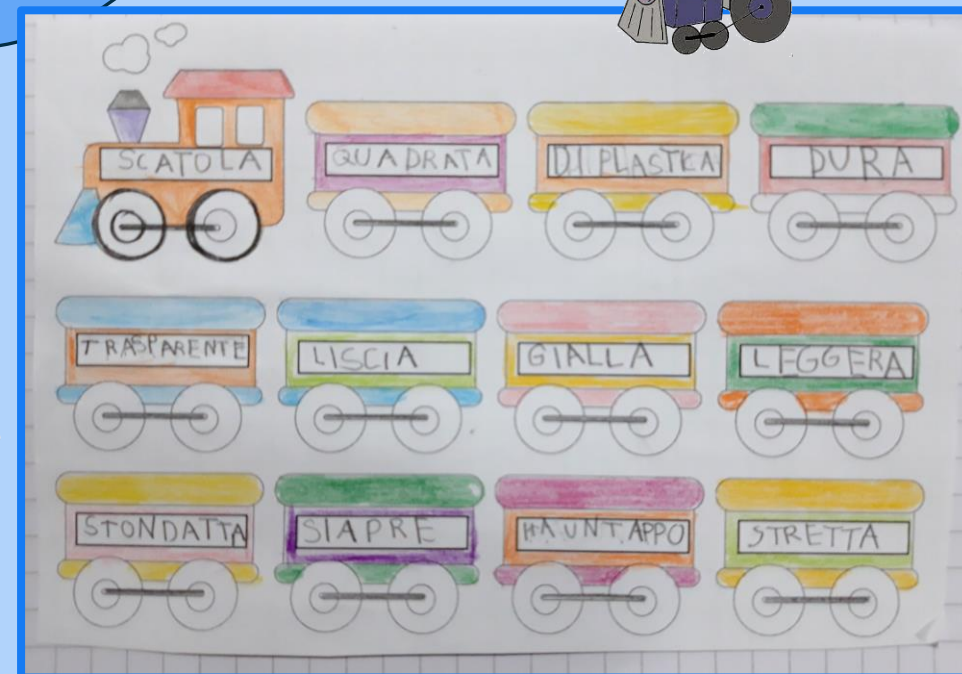 SCATOLA
QUADRATA
DI PLASTICA
DURA
TRASPARENTE
LISCIA
GIALLA
LEGGERA
STONDATTA
SIAPRE
HA UN TAPPO
STRETTA